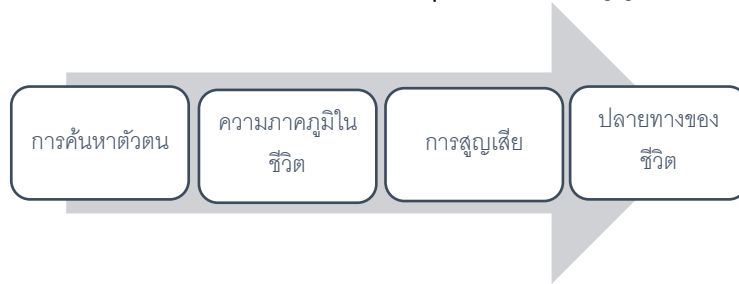 การค้นหาตัวตน
ความภาคภูมิใน
ชีวิต
การสูญเสีย
ปลายทางของ
ชีวิต